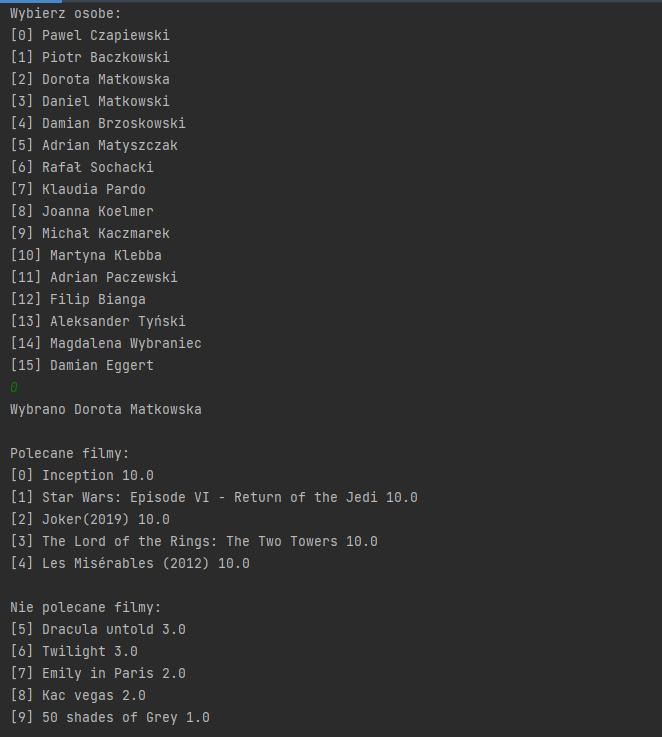 Wybierz osobe:
[0] Pawel Czapiewski
[1] Piotr Baczkowski
[2] Dorota Matkowska
[3] Daniel Matkowski
[4] Damian Brzoskowski
[5] Adrian Matyszczak
[6] Rafał Sochacki
[7] Klaudia Pardo
[8] Joanna Koelmer
[9] Michał Kaczmarek
[10] Martyna Klebba
[11] Adrian Paczewski
[12] Filip Bianga
[13] Aleksander Tyński
[14] Magdalena Wybraniec
[15] Damian Eggert
0
Wybrano Dorota Matkowska
Polecane filmy:
[0] Inception 10.0
[1] Star Wars: Episode VI - Return of the Jedi 10.0
[2] Joker(2019) 10.0
[3] The Lord of the Rings: The Two Towers 10.0
[4] Les Misérables (2012) 10.0
Nie polecane filmy:
[5] Dracula untold 3.0
[6] Twilight 3.0
[7] Emily in Paris 2.0
[8] Kac vegas 2.0
[9] 50 shades of Grey 1.0